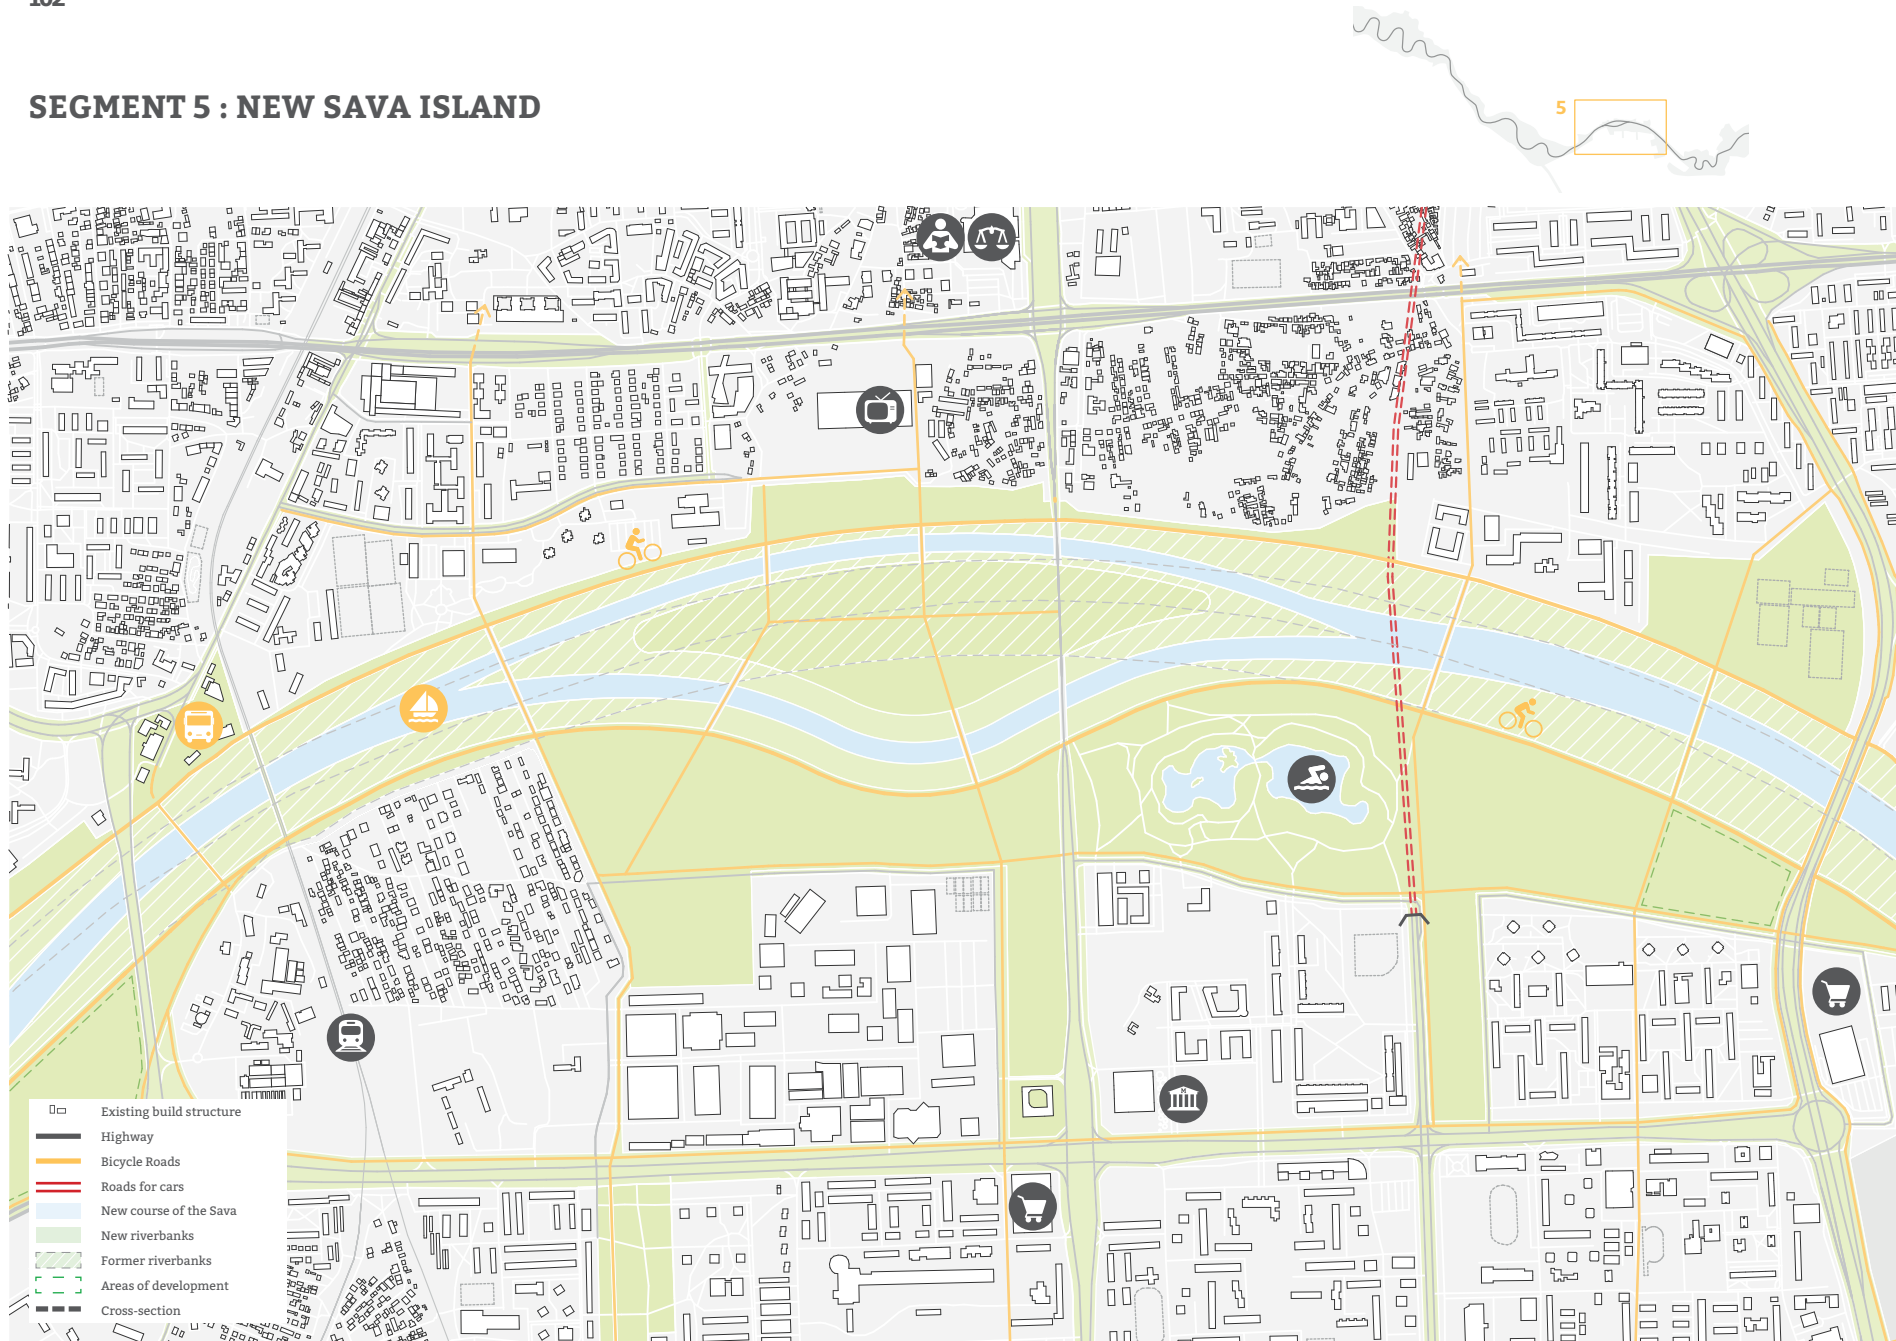 102
SEGMENT 5 : NEW SAVA ISLAND
5
M
Existing build structure
Highway
Bicycle Roads
Roads for cars
New course of the Sava
New riverbanks
Former riverbanks
Areas of development
Cross-section